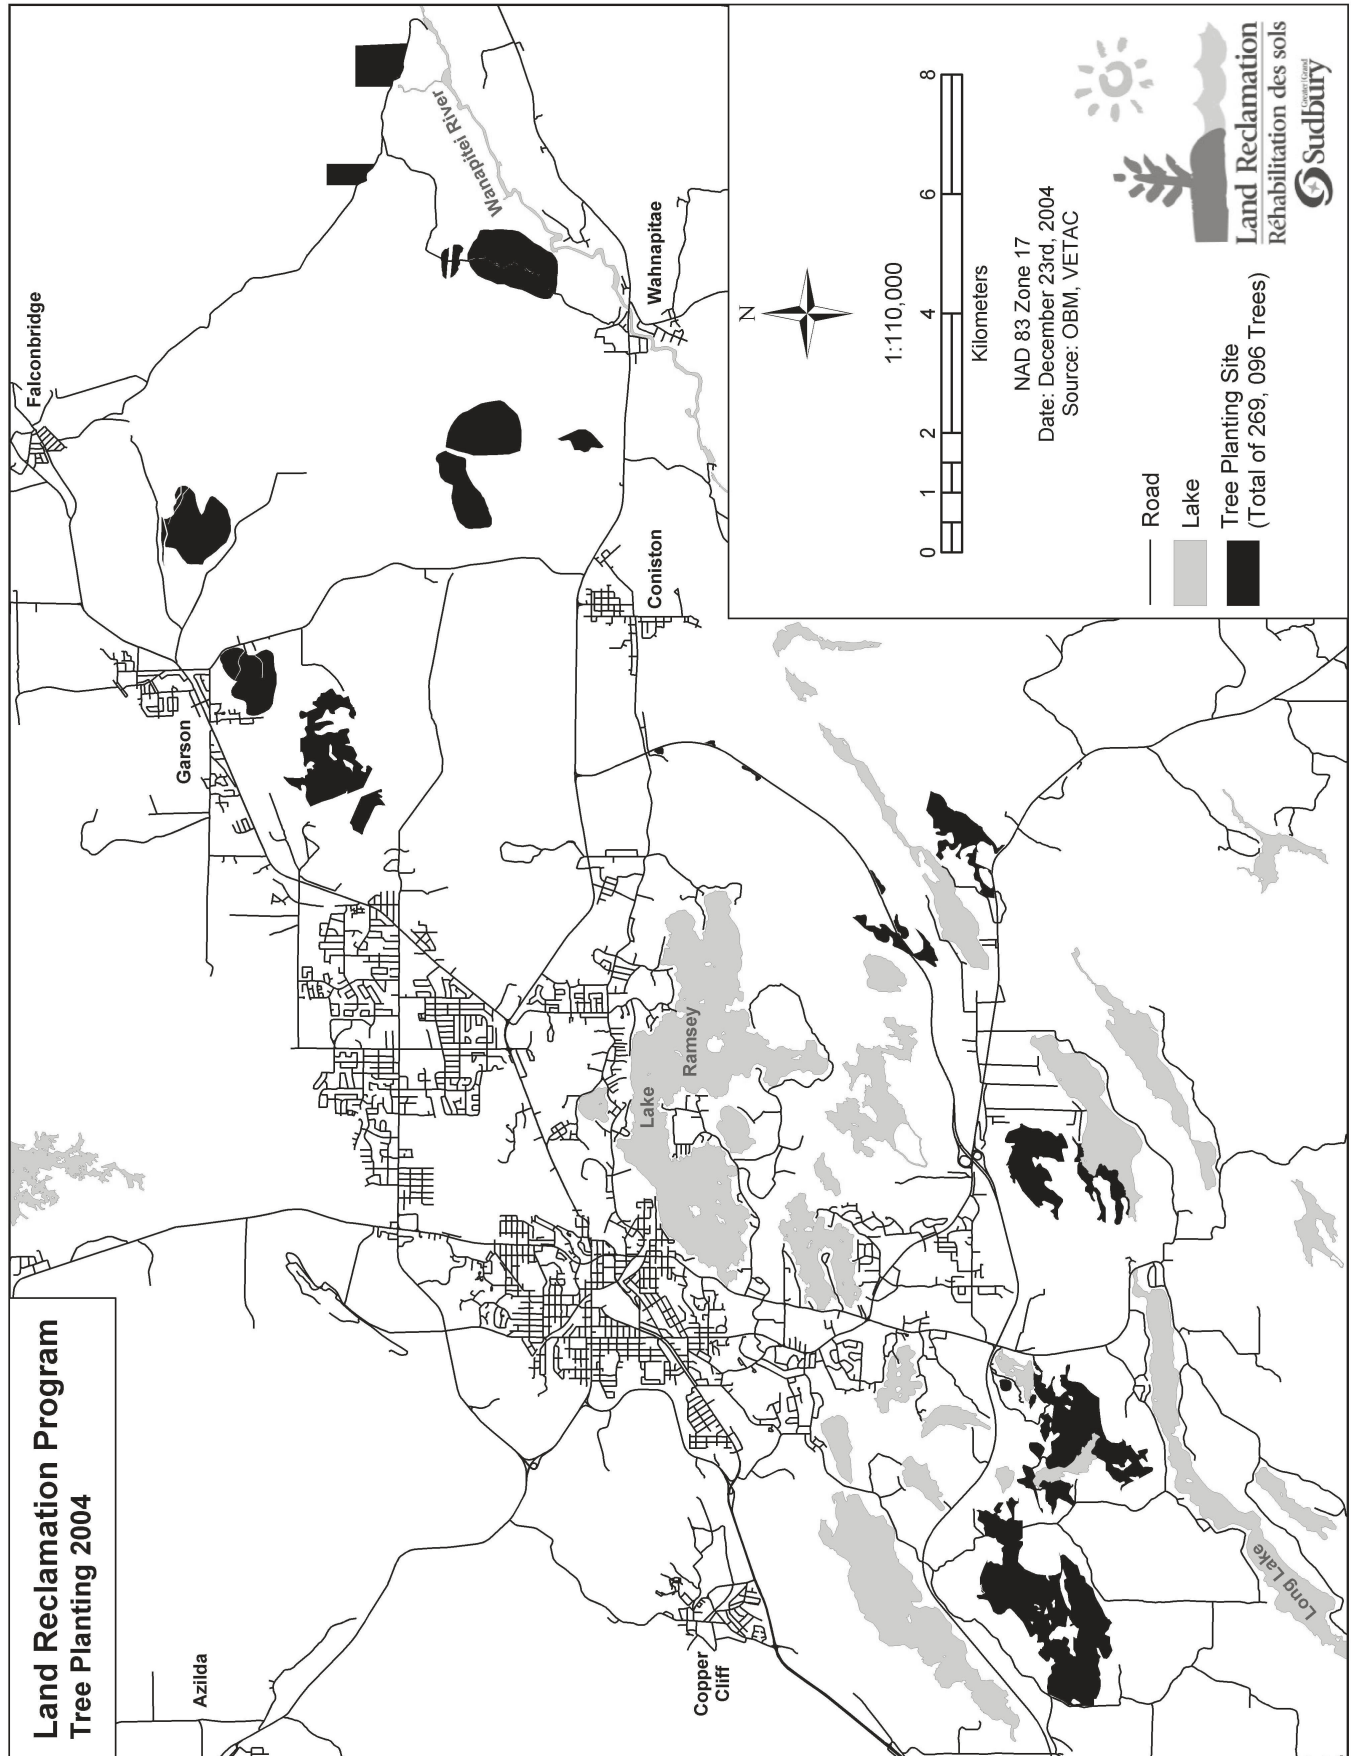 Land Reclamation Program
Tree Planting 2004
Azilda
Falconbridge
Garson
Wanapitei River
Wahnapitae
Coniston
Lake
Ramsey
Copper
Cliff
Long Lake
N
1:110,000
0 1 2 4 6 8
Kilometers
NAD 83 Zone 17
Date: December 23rd, 2004
Source: OBM, VETAC
Road
Lake
Tree Planting Site
(Total of 269, 096 Trees)
Land Reclamation
Réhabilitation des sols
Greater | Grand
Sudbury